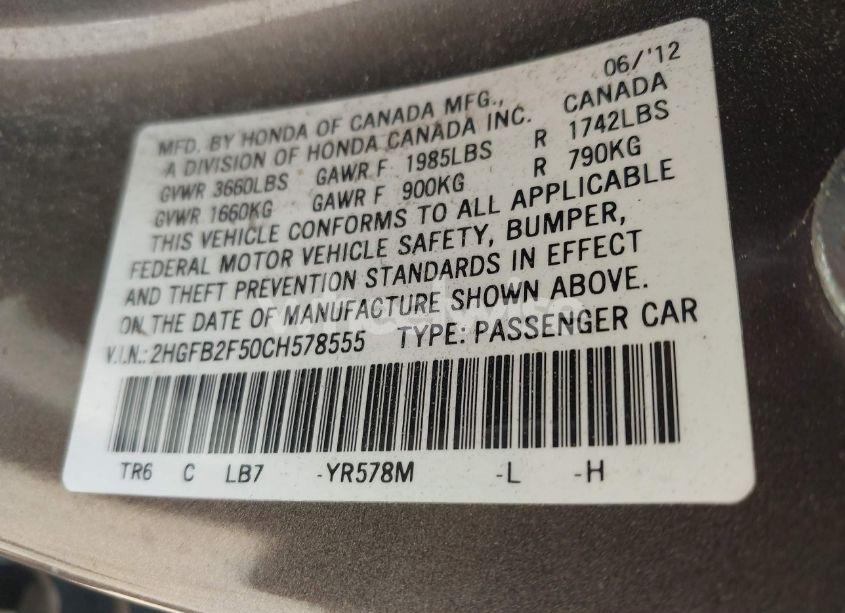 06/'12
MFD. BY HONDA OF CANADA MFG., CANADA
A DIVISION OF HONDA CANADA INC.
GVWR 3660LBS GAWR F 1985LBS R 1742LBS
GVWR 1660KG GAWR F 900KG R 790KG
THIS VEHICLE CONFORMS TO ALL APPLICABLE
FEDERAL MOTOR VEHICLE SAFETY, BUMPER,
AND THEFT PREVENTION STANDARDS IN EFFECT
ON THE DATE OF MANUFACTURE SHOWN ABOVE.
V.I.N.: 2HGFB2F50CH578555 TYPE: PASSENGER CAR
TR6 C LB7 -YR578M -L -H